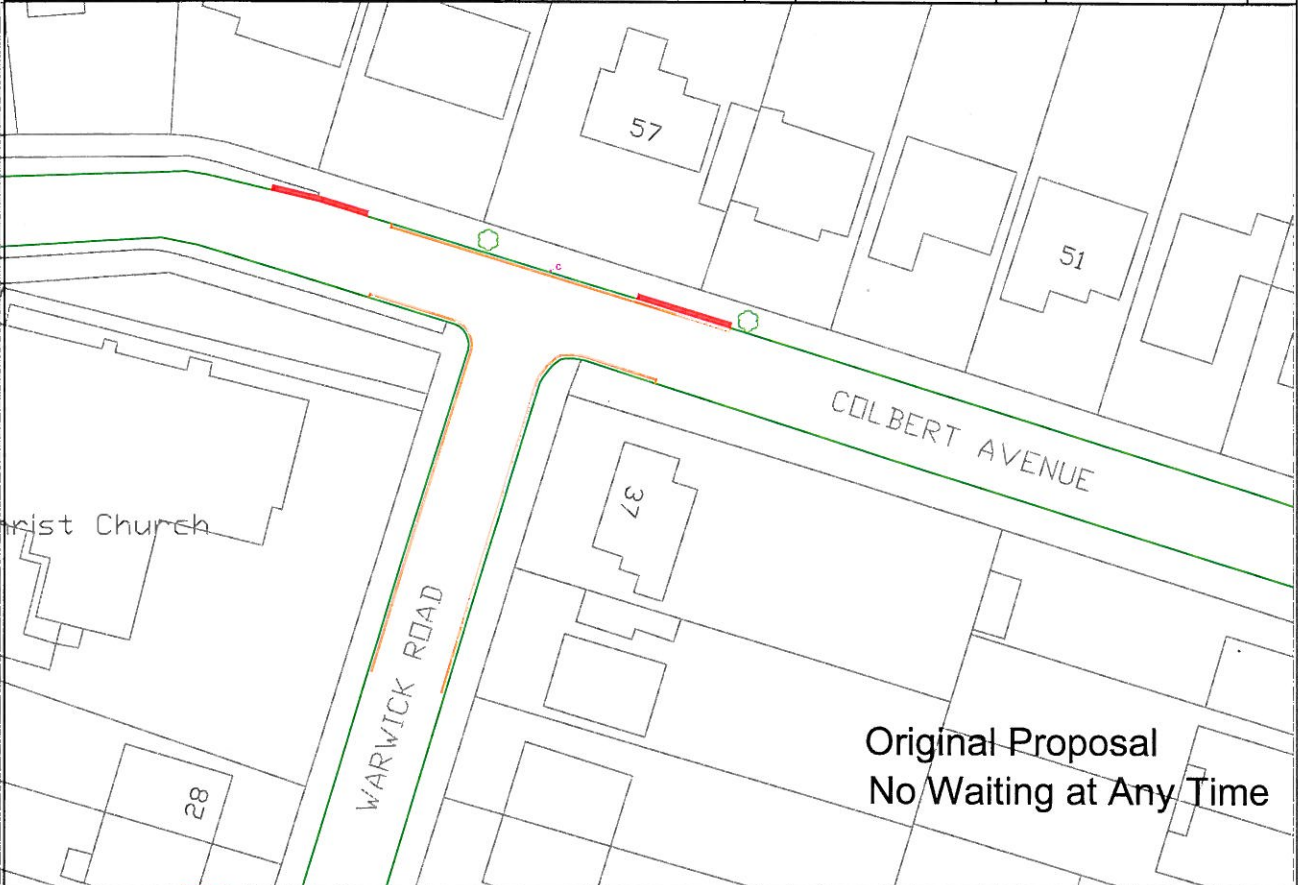 57
51
c
COLBERT AVENUE
37
rist Church
WARWICK ROAD
28
Original Proposal
No Waiting at Any Time